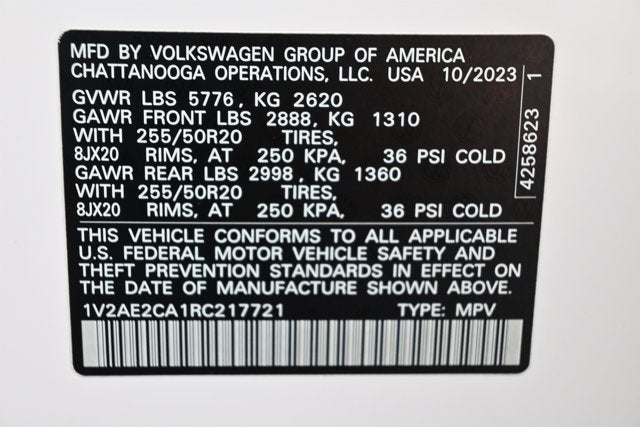 MFD BY VOLKSWAGEN GROUP OF AMERICA
CHATTANOOGA OPERATIONS, LLC. USA 10/2023
GVWR LBS 5776, KG 2620
GAWR FRONT LBS 2888, KG 1310
WITH 255/50R20 TIRES,
8JX20 RIMS, AT 250 KPA, 36 PSI COLD
GAWR REAR LBS 2998, KG 1360
WITH 255/50R20 TIRES,
8JX20 RIMS, AT 250 KPA, 36 PSI COLD
4258623 1
THIS VEHICLE CONFORMS TO ALL APPLICABLE
U.S. FEDERAL MOTOR VEHICLE SAFETY AND
THEFT PREVENTION STANDARDS IN EFFECT ON
THE DATE OF MANUFACTURE SHOWN ABOVE.
1V2AE2CA1RC217721 TYPE: MPV